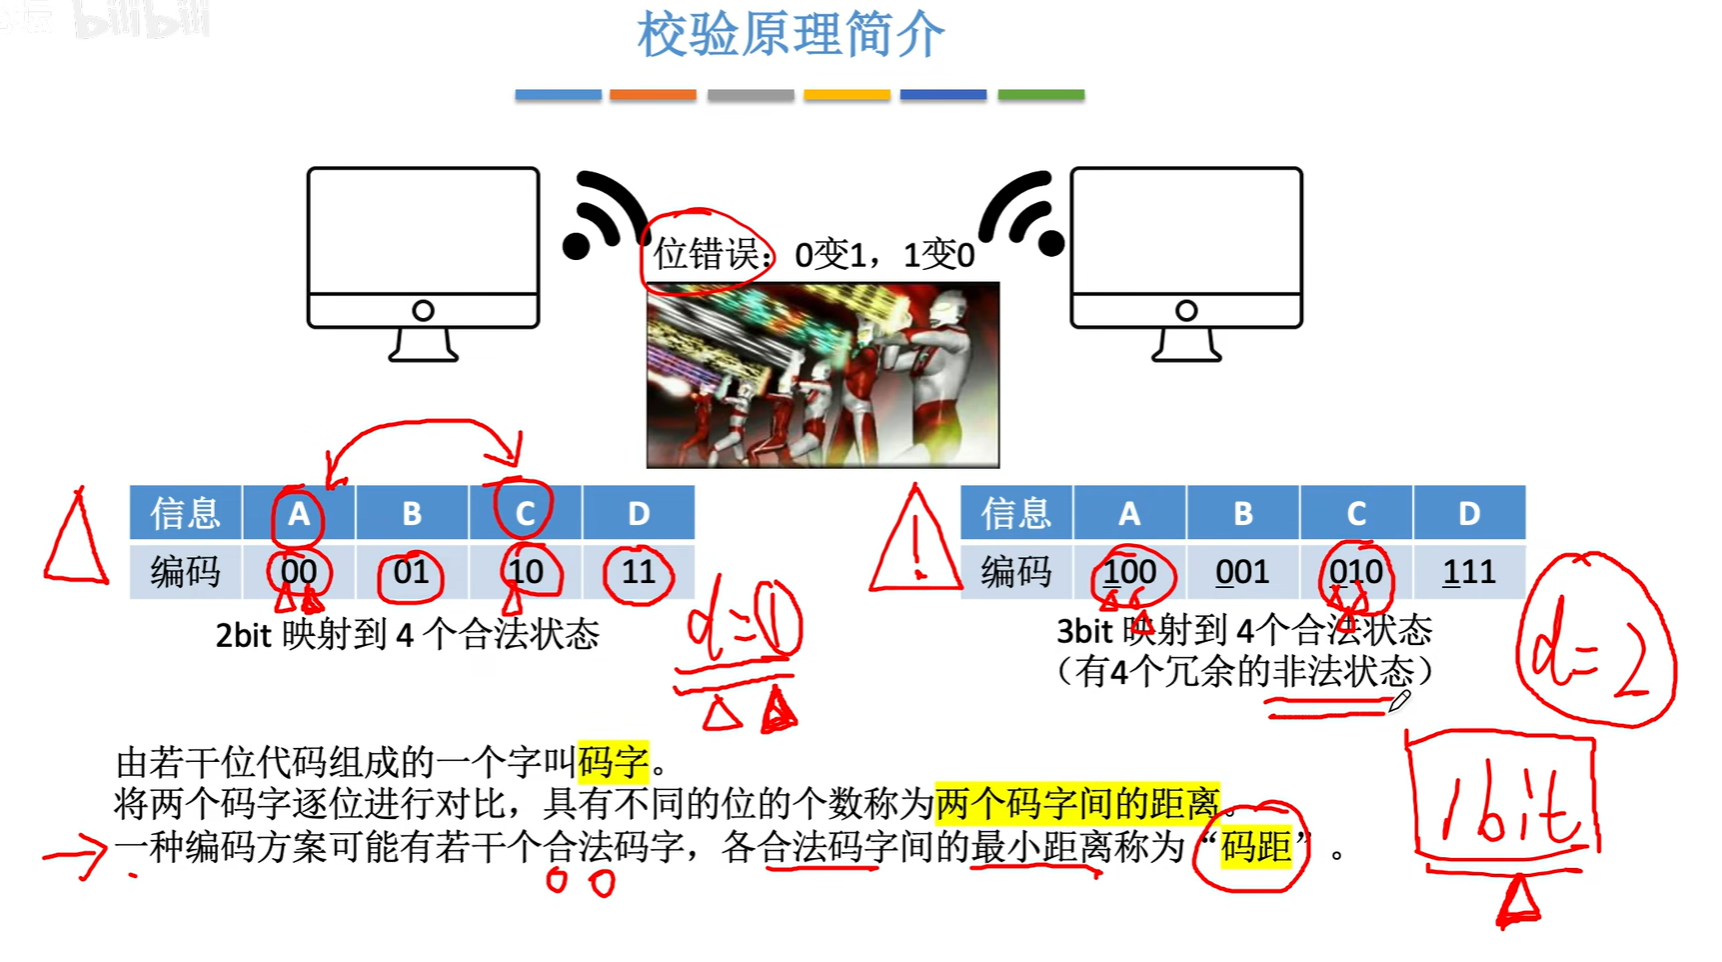 bilibili
校验原理简介
位错误：0变1，1变0
信息 A B C D
编码 00 01 10 11
2bit 映射到 4 个合法状态
d=1
信息 A B C D
编码 100 001 010 111
3bit 映射到 4个合法状态
（有4个冗余的非法状态）
d=2
1bit
由若干位代码组成的一个字叫码字。
将两个码字逐位进行对比，具有不同的位的个数称为两个码字间的距离。
一种编码方案可能有若干个合法码字，各合法码字间的最小距离称为“码距”。